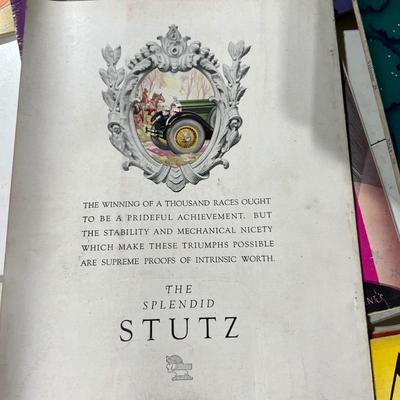 THE WINNING OF A THOUSAND RACES OUGHT
TO BE A PRIDEFUL ACHIEVEMENT. BUT
THE STABILITY AND MECHANICAL NICETY
WHICH MAKE THESE TRIUMPHS POSSIBLE
ARE SUPREME PROOFS OF INTRINSIC WORTH.
THE
SPLENDID
STUTZ